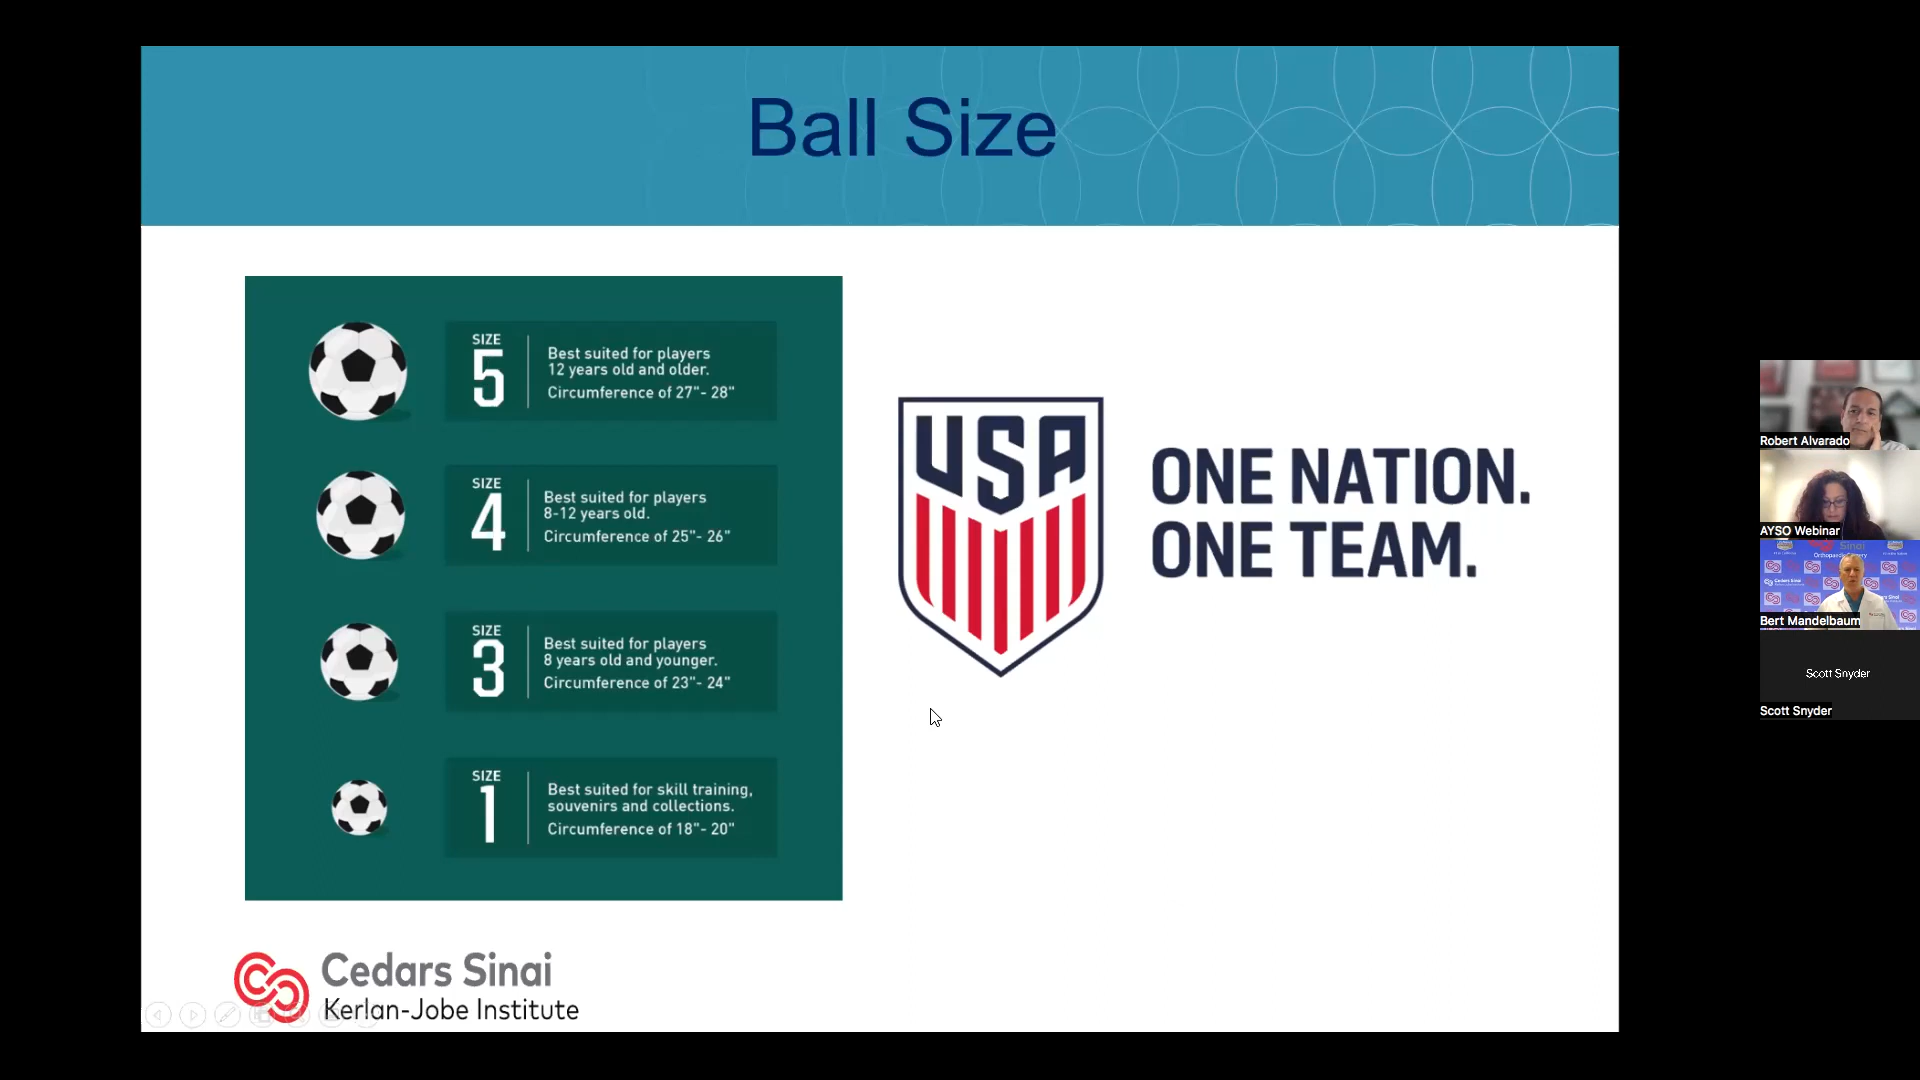 Ball Size
SIZE
5
Best suited for players
12 years old and older.
Circumference of 27"- 28"
SIZE
4
Best suited for players
8-12 years old.
Circumference of 25"- 26"
SIZE
3
Best suited for players
8 years old and younger.
Circumference of 23"- 24"
SIZE
1
Best suited for skill training,
souvenirs and collections.
Circumference of 18"- 20"
USA
ONE NATION.
ONE TEAM.
Cedars Sinai
Kerlan-Jobe Institute
Robert Alvarado
AYSO Webinar
Sinai
Cedars Sinai
Bert Mandelbaum
Scott Snyder
Scott Snyder